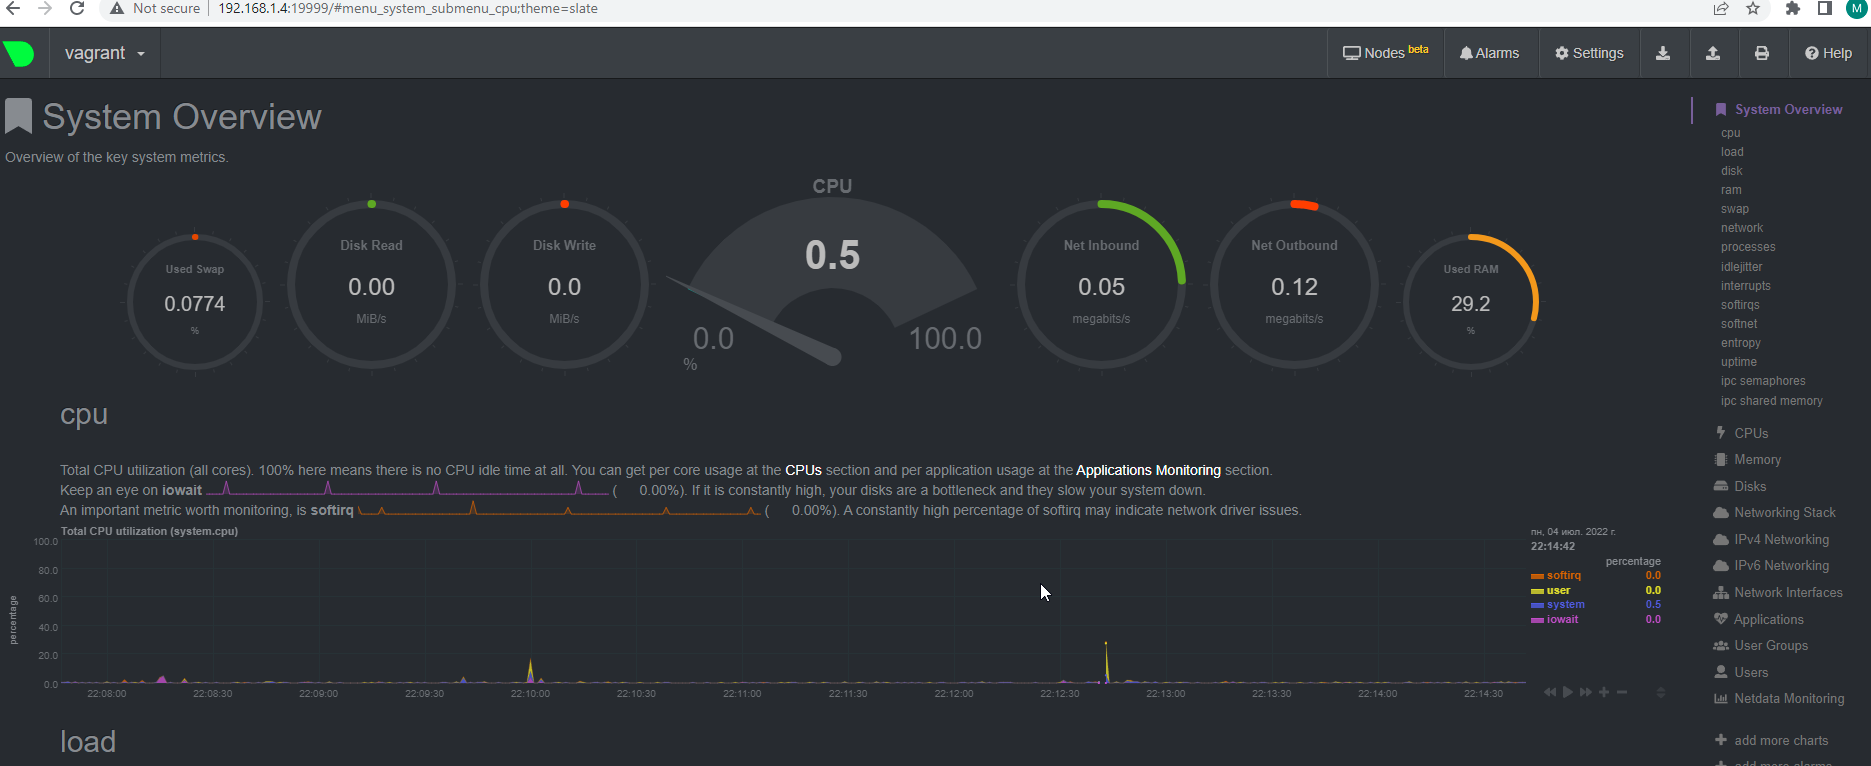 Not secure | 192.168.1.4:19999/#menu_system_submenu_cpu;theme=slate
M
vagrant
Nodes beta
Alarms
Settings
Help
System Overview
Overview of the key system metrics.
Used Swap
0.0774
%
Disk Read
0.00
MiB/s
Disk Write
0.0
MiB/s
CPU
0.5
0.0
100.0
%
Net Inbound
0.05
megabits/s
Net Outbound
0.12
megabits/s
Used RAM
29.2
%
cpu
Total CPU utilization (all cores). 100% here means there is no CPU idle time at all. You can get per core usage at the CPUs section and per application usage at the Applications Monitoring section.
Keep an eye on iowait ( 0.00%). If it is constantly high, your disks are a bottleneck and they slow your system down.
An important metric worth monitoring, is softirq ( 0.00%). A constantly high percentage of softirq may indicate network driver issues.
Total CPU utilization (system.cpu)
percentage
100.0
80.0
60.0
40.0
20.0
0.0
22:08:00 22:08:30 22:09:00 22:09:30 22:10:00 22:10:30 22:11:00 22:11:30 22:12:00 22:12:30 22:13:00 22:13:30 22:14:00 22:14:30
пн, 04 июл. 2022 г.
22:14:42
percentage
softirq 0.0
user 0.0
system 0.5
iowait 0.0
load
System Overview
cpu
load
disk
ram
swap
network
processes
idlejitter
interrupts
softirqs
softnet
entropy
uptime
ipc semaphores
ipc shared memory
CPUs
Memory
Disks
Networking Stack
IPv4 Networking
IPv6 Networking
Network Interfaces
Applications
User Groups
Users
Netdata Monitoring
add more charts